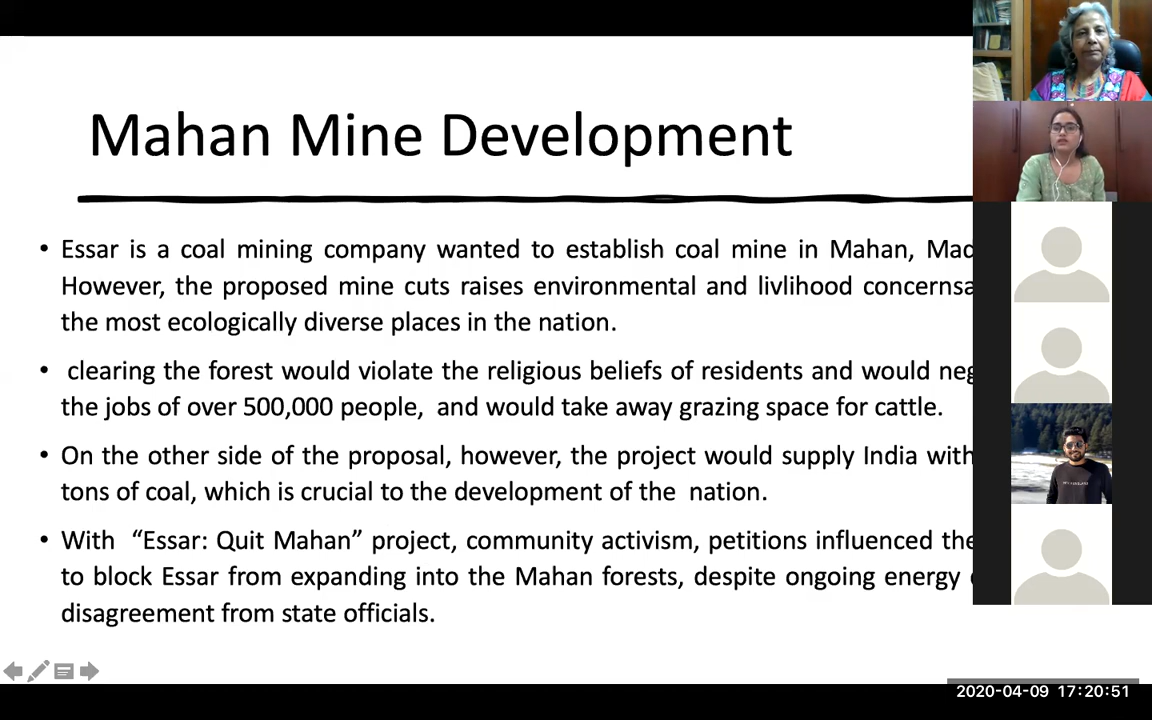 Mahan Mine Development
• Essar is a coal mining company wanted to establish coal mine in Mahan, Mad
However, the proposed mine cuts raises environmental and livlihood concernsa
the most ecologically diverse places in the nation.
• clearing the forest would violate the religious beliefs of residents and would neg
the jobs of over 500,000 people, and would take away grazing space for cattle.
• On the other side of the proposal, however, the project would supply India with
tons of coal, which is crucial to the development of the nation.
• With “Essar: Quit Mahan” project, community activism, petitions influenced the
to block Essar from expanding into the Mahan forests, despite ongoing energy
disagreement from state officials.
2020-04-09 17:20:51